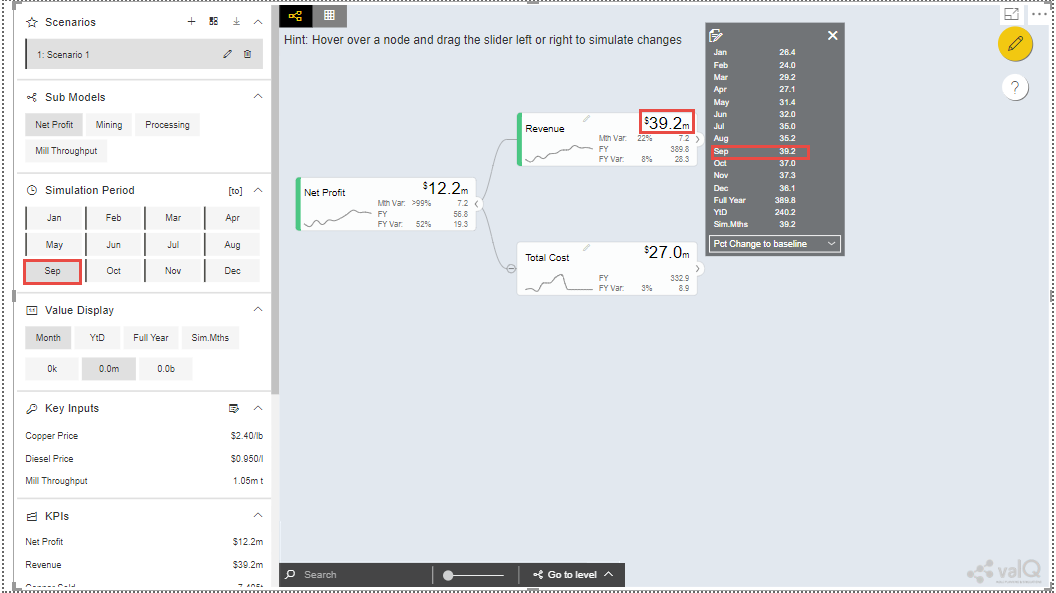 Scenarios
1: Scenario 1
Sub Models
Net Profit Mining Processing
Mill Throughput
Simulation Period [to]
Jan Feb Mar Apr
May Jun Jul Aug
Sep Oct Nov Dec
Value Display
Month YtD Full Year Sim.Mths
0k 0.0m 0.0b
Key Inputs
Copper Price $2.40/lb
Diesel Price $0.950/l
Mill Throughput 1.05m t
KPIs
Net Profit $12.2m
Revenue $39.2m
Hint: Hover over a node and drag the slider left or right to simulate changes
Net Profit $12.2m
Mth Var: >99% 7.2
FY 56.8
FY Var: 52% 19.3
Revenue $39.2m
Mth Var: 22% 7.2
FY 389.8
FY Var: 8% 28.3
Total Cost $27.0m
FY 332.9
FY Var: 3% 8.9
Jan 26.4
Feb 24.0
Mar 29.2
Apr 27.1
May 31.4
Jun 32.0
Jul 35.0
Aug 35.2
Sep 39.2
Oct 37.0
Nov 37.3
Dec 36.1
Full Year 389.8
YtD 240.2
Sim.Mths 39.2
Pct Change to baseline
?
Search
Go to level
valQ